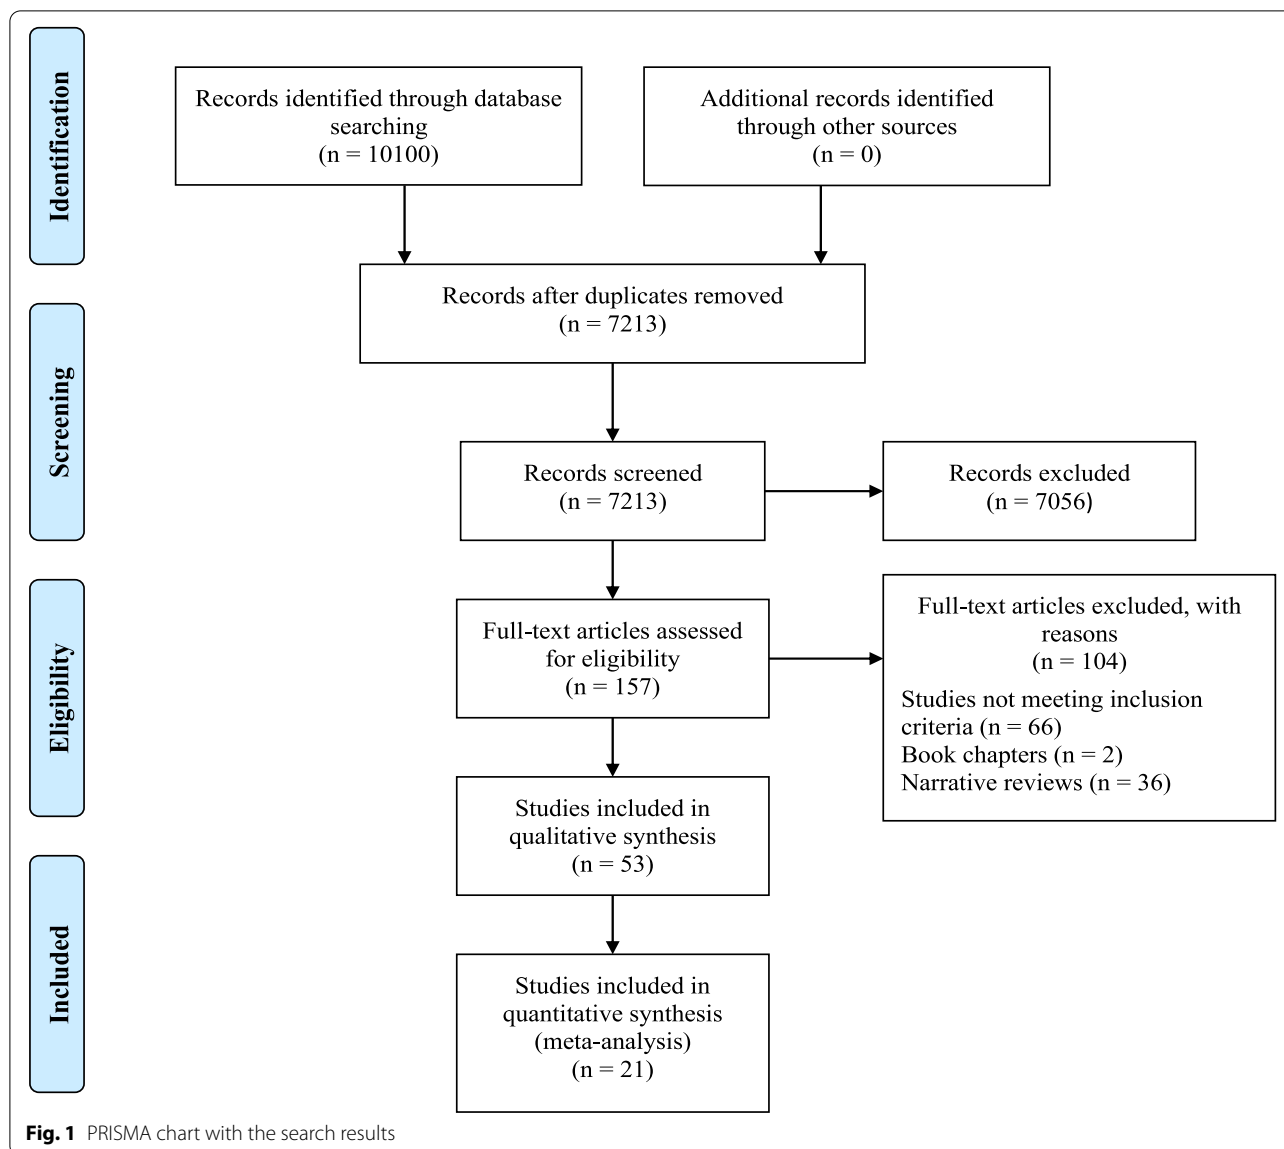 Identification
Records identified through database
searching
(n = 10100)
Additional records identified
through other sources
(n = 0)
Records after duplicates removed
(n = 7213)
Screening
Records screened
(n = 7213)
Records excluded
(n = 7056)
Eligibility
Full-text articles assessed
for eligibility
(n = 157)
Full-text articles excluded, with
reasons
(n = 104)
Studies not meeting inclusion
criteria (n = 66)
Book chapters (n = 2)
Narrative reviews (n = 36)
Studies included in
qualitative synthesis
(n = 53)
Included
Studies included in
quantitative synthesis
(meta-analysis)
(n = 21)
Fig. 1 PRISMA chart with the search results